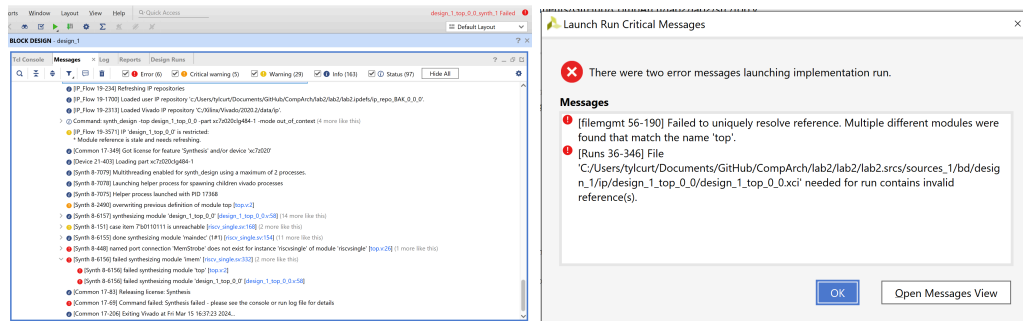 orts Window Layout View Help Quick Access design_1_top_0_0_synth_1 Failed
Default Layout
BLOCK DESIGN - design_1
Tcl Console Messages Log Reports Design Runs
Error (6) Critical warning (5) Warning (29) Info (163) Status (97) Hide All
[IP_Flow 19-234] Refreshing IP repositories
[IP_Flow 19-1700] Loaded user IP repository 'c:/Users/tylcurt/Documents/GitHub/CompArch/lab2/lab2/lab2.ipdefs/ip_repo_BAK_0_0_0'.
[IP_Flow 19-2313] Loaded Vivado IP repository 'C:/Xilinx/Vivado/2020.2/data/ip'.
Command: synth_design -top design_1_top_0_0 -part xc7z020clg484-1 -mode out_of_context (4 more like this)
[IP_Flow 19-3571] IP 'design_1_top_0_0' is restricted:
* Module reference is stale and needs refreshing.
[Common 17-349] Got license for feature 'Synthesis' and/or device 'xc7z020'
[Device 21-403] Loading part xc7z020clg484-1
[Synth 8-7079] Multithreading enabled for synth_design using a maximum of 2 processes.
[Synth 8-7078] Launching helper process for spawning children vivado processes
[Synth 8-7075] Helper process launched with PID 17368
[Synth 8-2490] overwriting previous definition of module top [top.v:2]
[Synth 8-6157] synthesizing module 'design_1_top_0_0' [design_1_top_0_0.v:58] (14 more like this)
[Synth 8-151] case item 7'b0110111 is unreachable [riscv_single.sv:168] (2 more like this)
[Synth 8-6155] done synthesizing module 'maindec' (1#1) [riscv_single.sv:154] (11 more like this)
[Synth 8-448] named port connection 'MemStrobe' does not exist for instance 'riscvsingle' of module 'riscvsingle' [top.v:26] (1 more like this)
[Synth 8-6156] failed synthesizing module 'imem' [riscv_single.sv:332] (2 more like this)
[Synth 8-6156] failed synthesizing module 'top' [top.v:2]
[Synth 8-6156] failed synthesizing module 'design_1_top_0_0' [design_1_top_0_0.v:58]
[Common 17-83] Releasing license: Synthesis
[Common 17-69] Command failed: Synthesis failed - please see the console or run log file for details
[Common 17-206] Exiting Vivado at Fri Mar 15 16:37:23 2024...
Launch Run Critical Messages
There were two error messages launching implementation run.
Messages
[filemgmt 56-190] Failed to uniquely resolve reference. Multiple different modules were
found that match the name 'top'.
[Runs 36-346] File
'C:/Users/tylcurt/Documents/GitHub/CompArch/lab2/lab2/lab2.srcs/sources_1/bd/desig
n_1/ip/design_1_top_0_0/design_1_top_0_0.xci' needed for run contains invalid
reference(s).
OK Open Messages View